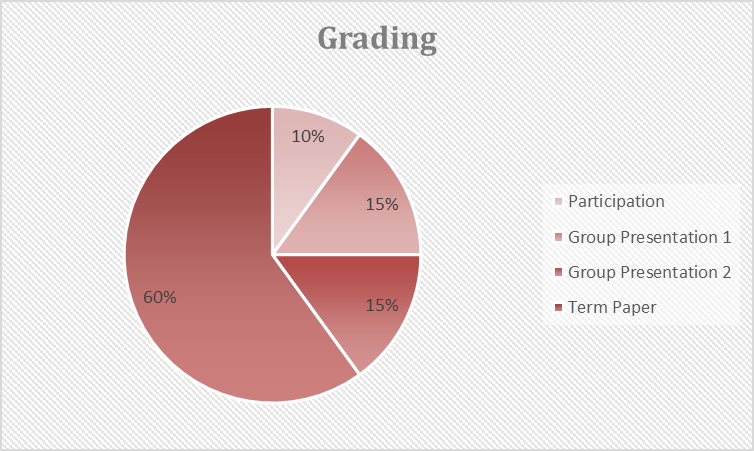 Grading
10%
15%
15%
60%
Participation
Group Presentation 1
Group Presentation 2
Term Paper